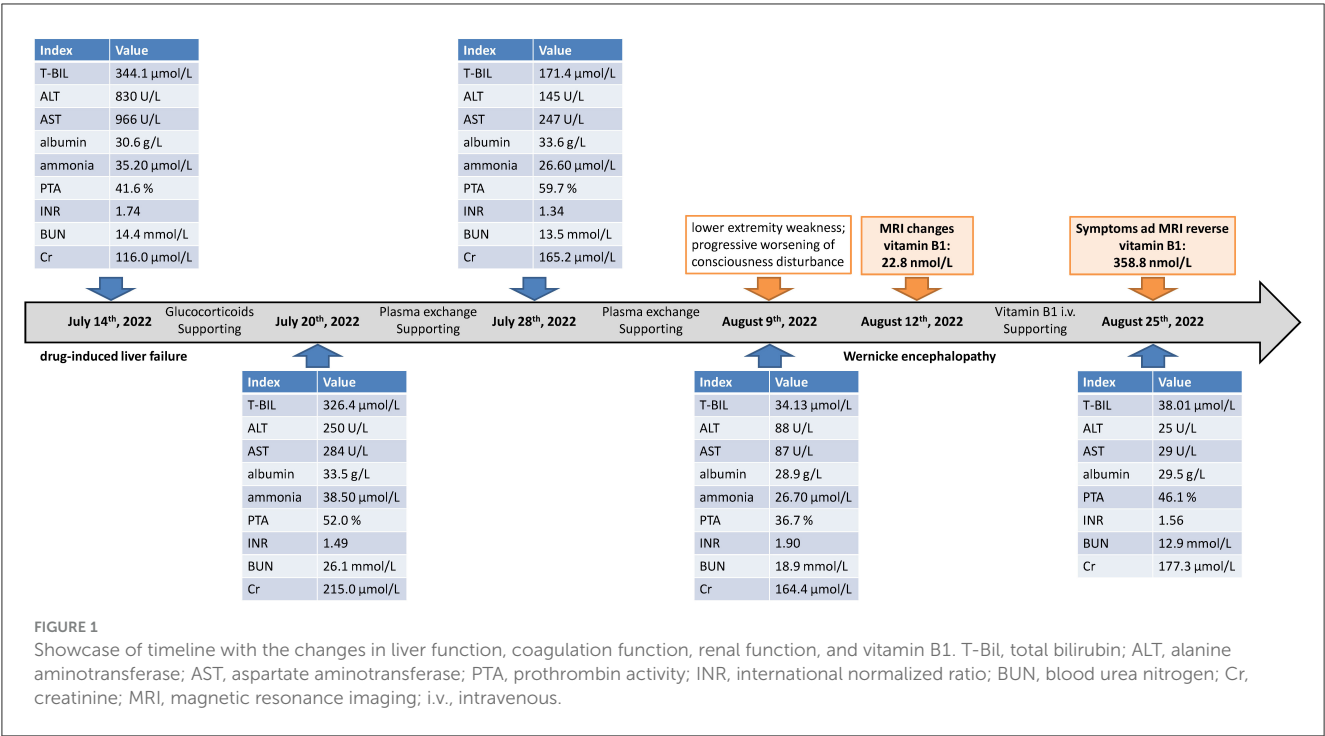 Index Value
T-BIL 344.1 µmol/L
ALT 830 U/L
AST 966 U/L
albumin 30.6 g/L
ammonia 35.20 µmol/L
PTA 41.6 %
INR 1.74
BUN 14.4 mmol/L
Cr 116.0 µmol/L
Index Value
T-BIL 171.4 µmol/L
ALT 145 U/L
AST 247 U/L
albumin 33.6 g/L
ammonia 26.60 µmol/L
PTA 59.7 %
INR 1.34
BUN 13.5 mmol/L
Cr 165.2 µmol/L
lower extremity weakness;
progressive worsening of
consciousness disturbance
MRI changes
vitamin B1:
22.8 nmol/L
Symptoms ad MRI reverse
vitamin B1:
358.8 nmol/L
July 14th, 2022
Glucocorticoids
Supporting
July 20th, 2022
Plasma exchange
Supporting
July 28th, 2022
Plasma exchange
Supporting
August 9th, 2022
August 12th, 2022
Vitamin B1 i.v.
Supporting
August 25th, 2022
drug-induced liver failure
Wernicke encephalopathy
Index Value
T-BIL 326.4 µmol/L
ALT 250 U/L
AST 284 U/L
albumin 33.5 g/L
ammonia 38.50 µmol/L
PTA 52.0 %
INR 1.49
BUN 26.1 mmol/L
Cr 215.0 µmol/L
Index Value
T-BIL 34.13 µmol/L
ALT 88 U/L
AST 87 U/L
albumin 28.9 g/L
ammonia 26.70 µmol/L
PTA 36.7 %
INR 1.90
BUN 18.9 mmol/L
Cr 164.4 µmol/L
Index Value
T-BIL 38.01 µmol/L
ALT 25 U/L
AST 29 U/L
albumin 29.5 g/L
PTA 46.1 %
INR 1.56
BUN 12.9 mmol/L
Cr 177.3 µmol/L
FIGURE 1
Showcase of timeline with the changes in liver function, coagulation function, renal function, and vitamin B1. T-Bil, total bilirubin; ALT, alanine
aminotransferase; AST, aspartate aminotransferase; PTA, prothrombin activity; INR, international normalized ratio; BUN, blood urea nitrogen; Cr,
creatinine; MRI, magnetic resonance imaging; i.v., intravenous.